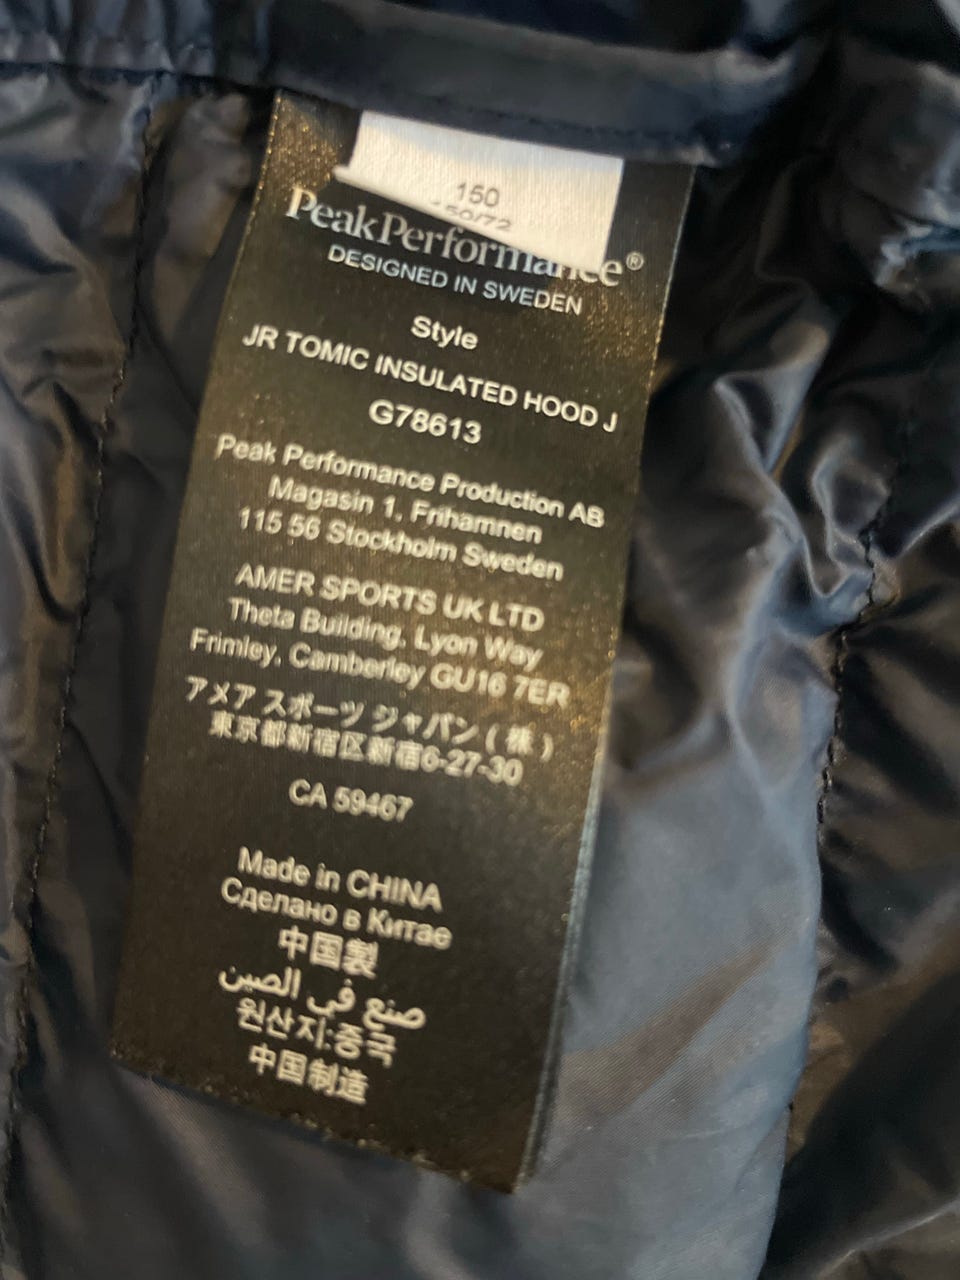 150
150/72
PeakPerformance®
DESIGNED IN SWEDEN
Style
JR TOMIC INSULATED HOOD J
G78613
Peak Performance Production AB
Magasin 1, Frihamnen
115 56 Stockholm Sweden
AMER SPORTS UK LTD
Theta Building, Lyon Way
Frimley, Camberley GU16 7ER
アメア スポーツ ジャパン ( 株 )
東京都新宿区新宿6-27-30
CA 59467
Made in CHINA
Сделано в Китае
中国製
صنع في الصين
원산지:중국
中国制造